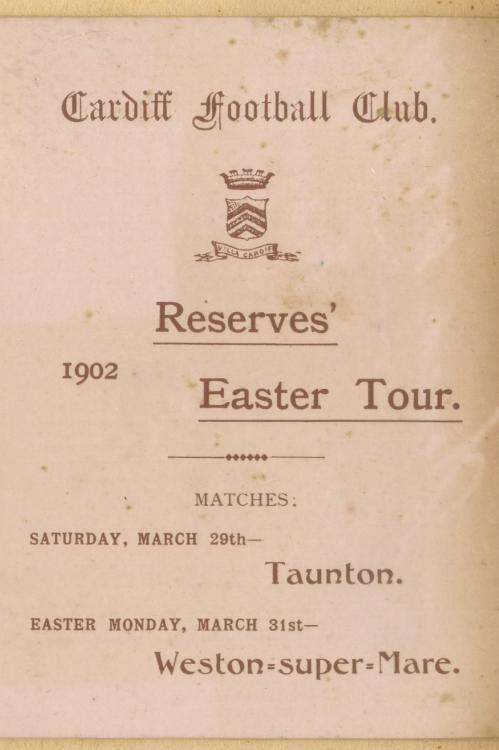 Cardiff Football Club.
VILLA CARDIFF
Reserves'
1902
Easter Tour.
MATCHES:
SATURDAY, MARCH 29th—
Taunton.
EASTER MONDAY, MARCH 31st—
Weston=super=Mare.